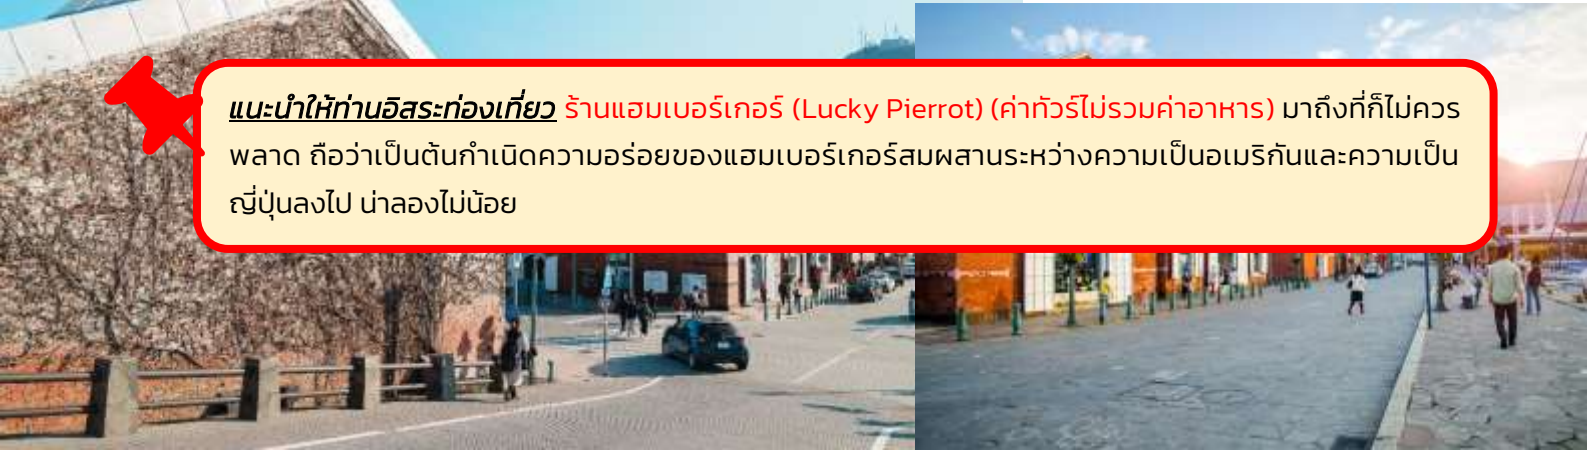 แนะนำให้ท่านอิสระท่องเที่ยว ร้านแฮมเบอร์เกอร์ (Lucky Pierrot) (ค่าทัวร์ไม่รวมค่าอาหาร) มาถึงที่ก็ไม่ควร
พลาด ถือว่าเป็นต้นกำเนิดความอร่อยของแฮมเบอร์เกอร์สมผสานระหว่างความเป็นอเมริกันและความเป็น
ญี่ปุ่นลงไป น่าลองไม่น้อย